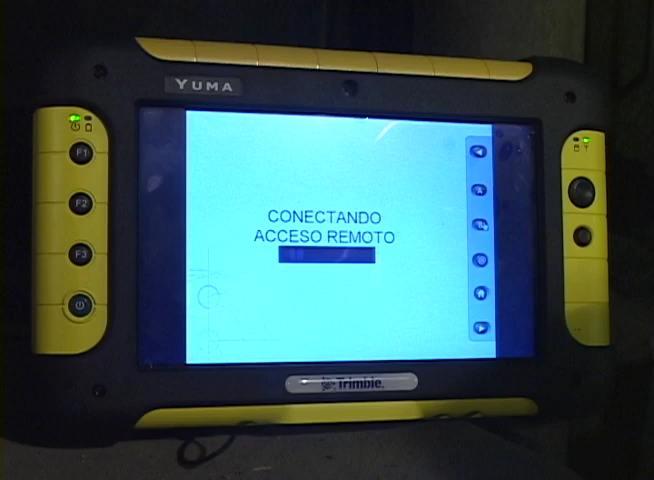 YUMA
F1
F2
F3
CONECTANDO
ACCESO REMOTO
Trimble.